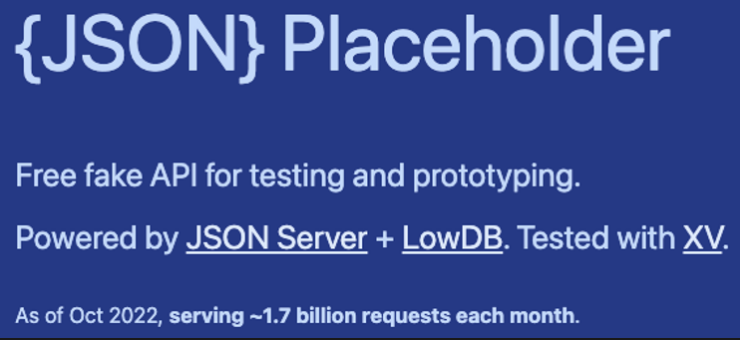 {JSON} Placeholder
Free fake API for testing and prototyping.
Powered by JSON Server + LowDB. Tested with XV.
As of Oct 2022, serving ~1.7 billion requests each month.